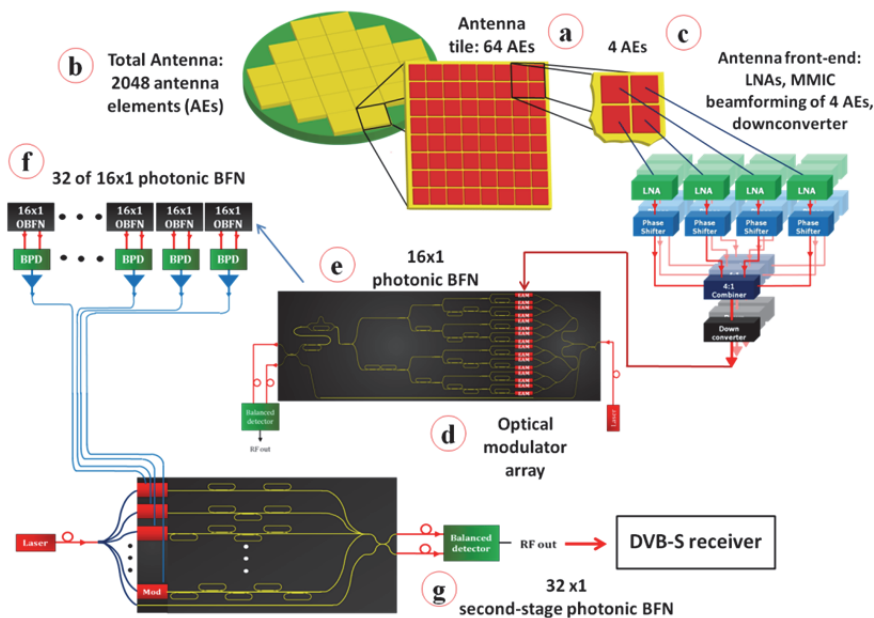 b
Total Antenna:
2048 antenna
elements (AEs)
Antenna
tile: 64 AEs
a
4 AEs
c
Antenna front-end:
LNAs, MMIC
beamforming of 4 AEs,
downconverter
LNA LNA LNA LNA
Phase Shifter Phase Shifter Phase Shifter Phase Shifter
4:1
Combiner
Down
converter
f
32 of 16x1 photonic BFN
16x1 OBFN 16x1 OBFN 16x1 OBFN 16x1 OBFN
BPD BPD BPD BPD
e
16x1
photonic BFN
Balanced
detector
RF out
Laser
d
Optical
modulator
array
Laser
Mod
Balanced
detector
RF out
DVB-S receiver
g
32 x1
second-stage photonic BFN